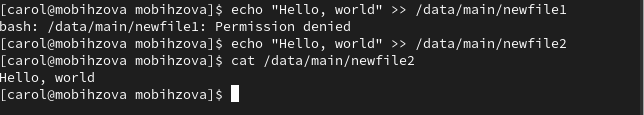 [carol@mobihzova mobihzova]$ echo "Hello, world" >> /data/main/newfile1
bash: /data/main/newfile1: Permission denied
[carol@mobihzova mobihzova]$ echo "Hello, world" >> /data/main/newfile2
[carol@mobihzova mobihzova]$ cat /data/main/newfile2
Hello, world
[carol@mobihzova mobihzova]$